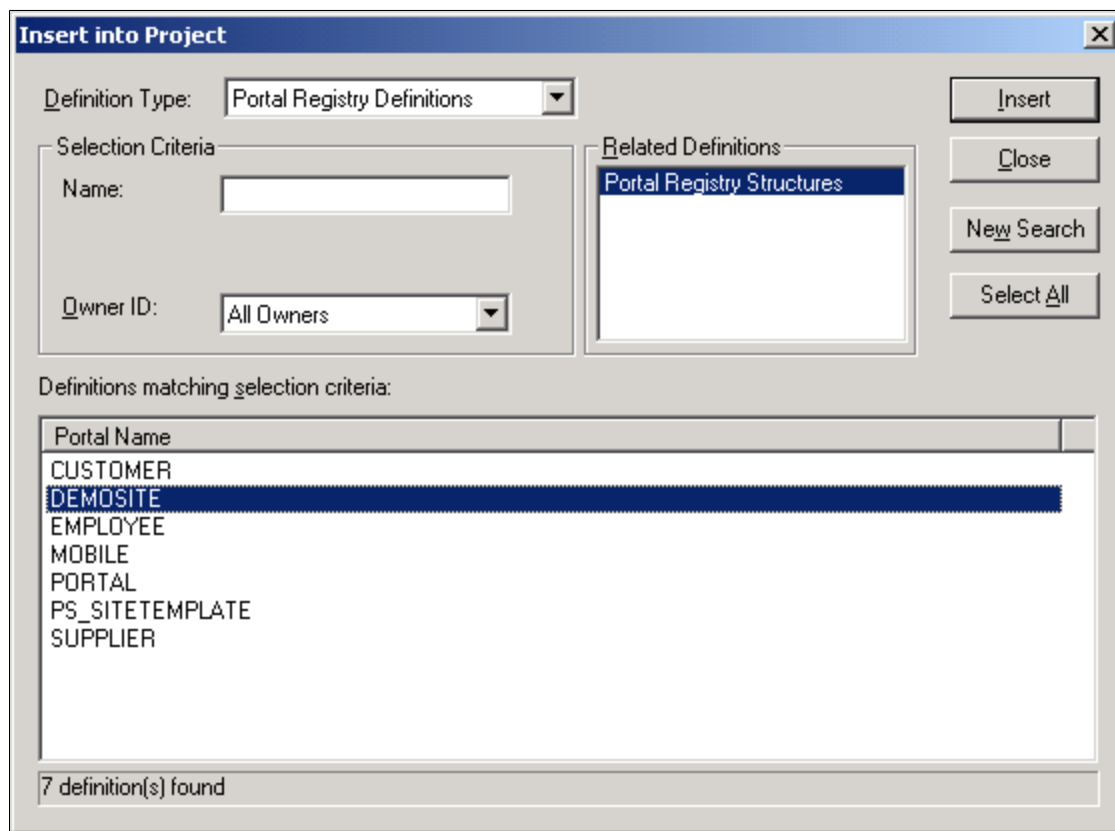 Insert into Project
Definition Type: Portal Registry Definitions
Insert
Selection Criteria
Related Definitions
Close
Name:
Portal Registry Structures
New Search
Owner ID: All Owners
Select All
Definitions matching selection criteria:
Portal Name
CUSTOMER
DEMOSITE
EMPLOYEE
MOBILE
PORTAL
PS_SITETEMPLATE
SUPPLIER
7 definition(s) found